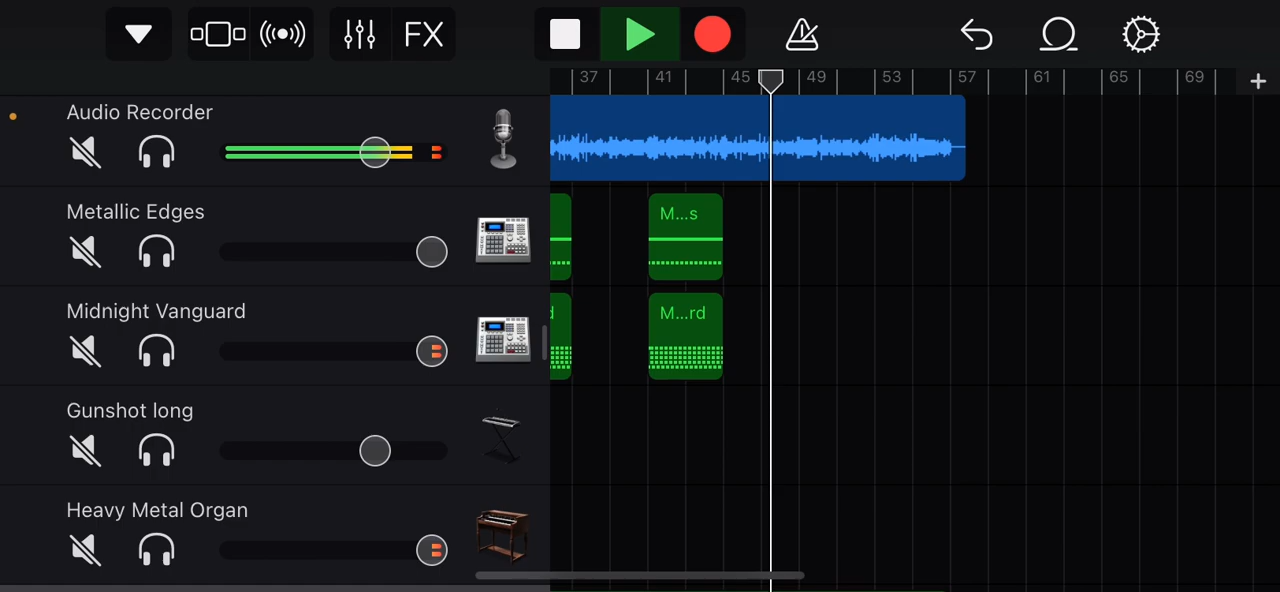 FX
37 41 45 49 53 57 61 65 69
Audio Recorder
Metallic Edges
M...s
Midnight Vanguard
d
M...rd
Gunshot long
Heavy Metal Organ